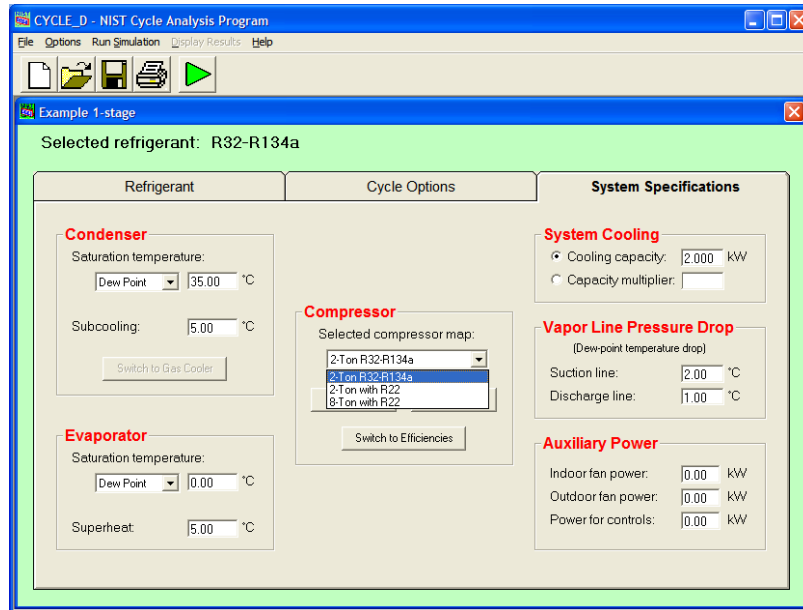 CYCLE_D - NIST Cycle Analysis Program
File Options Run Simulation Display Results Help
Example 1-stage
Selected refrigerant: R32-R134a
Refrigerant
Cycle Options
System Specifications
Condenser
Saturation temperature:
Dew Point 35.00 °C
Subcooling: 5.00 °C
Switch to Gas Cooler
Evaporator
Saturation temperature:
Dew Point 0.00 °C
Superheat: 5.00 °C
Compressor
Selected compressor map:
2-Ton R32-R134a
2-Ton R32-R134a
2-Ton with R22
8-Ton with R22
Switch to Efficiencies
System Cooling
Cooling capacity: 2.000 kW
Capacity multiplier:
Vapor Line Pressure Drop
(Dew-point temperature drop)
Suction line: 2.00 °C
Discharge line: 1.00 °C
Auxiliary Power
Indoor fan power: 0.00 kW
Outdoor fan power: 0.00 kW
Power for controls: 0.00 kW